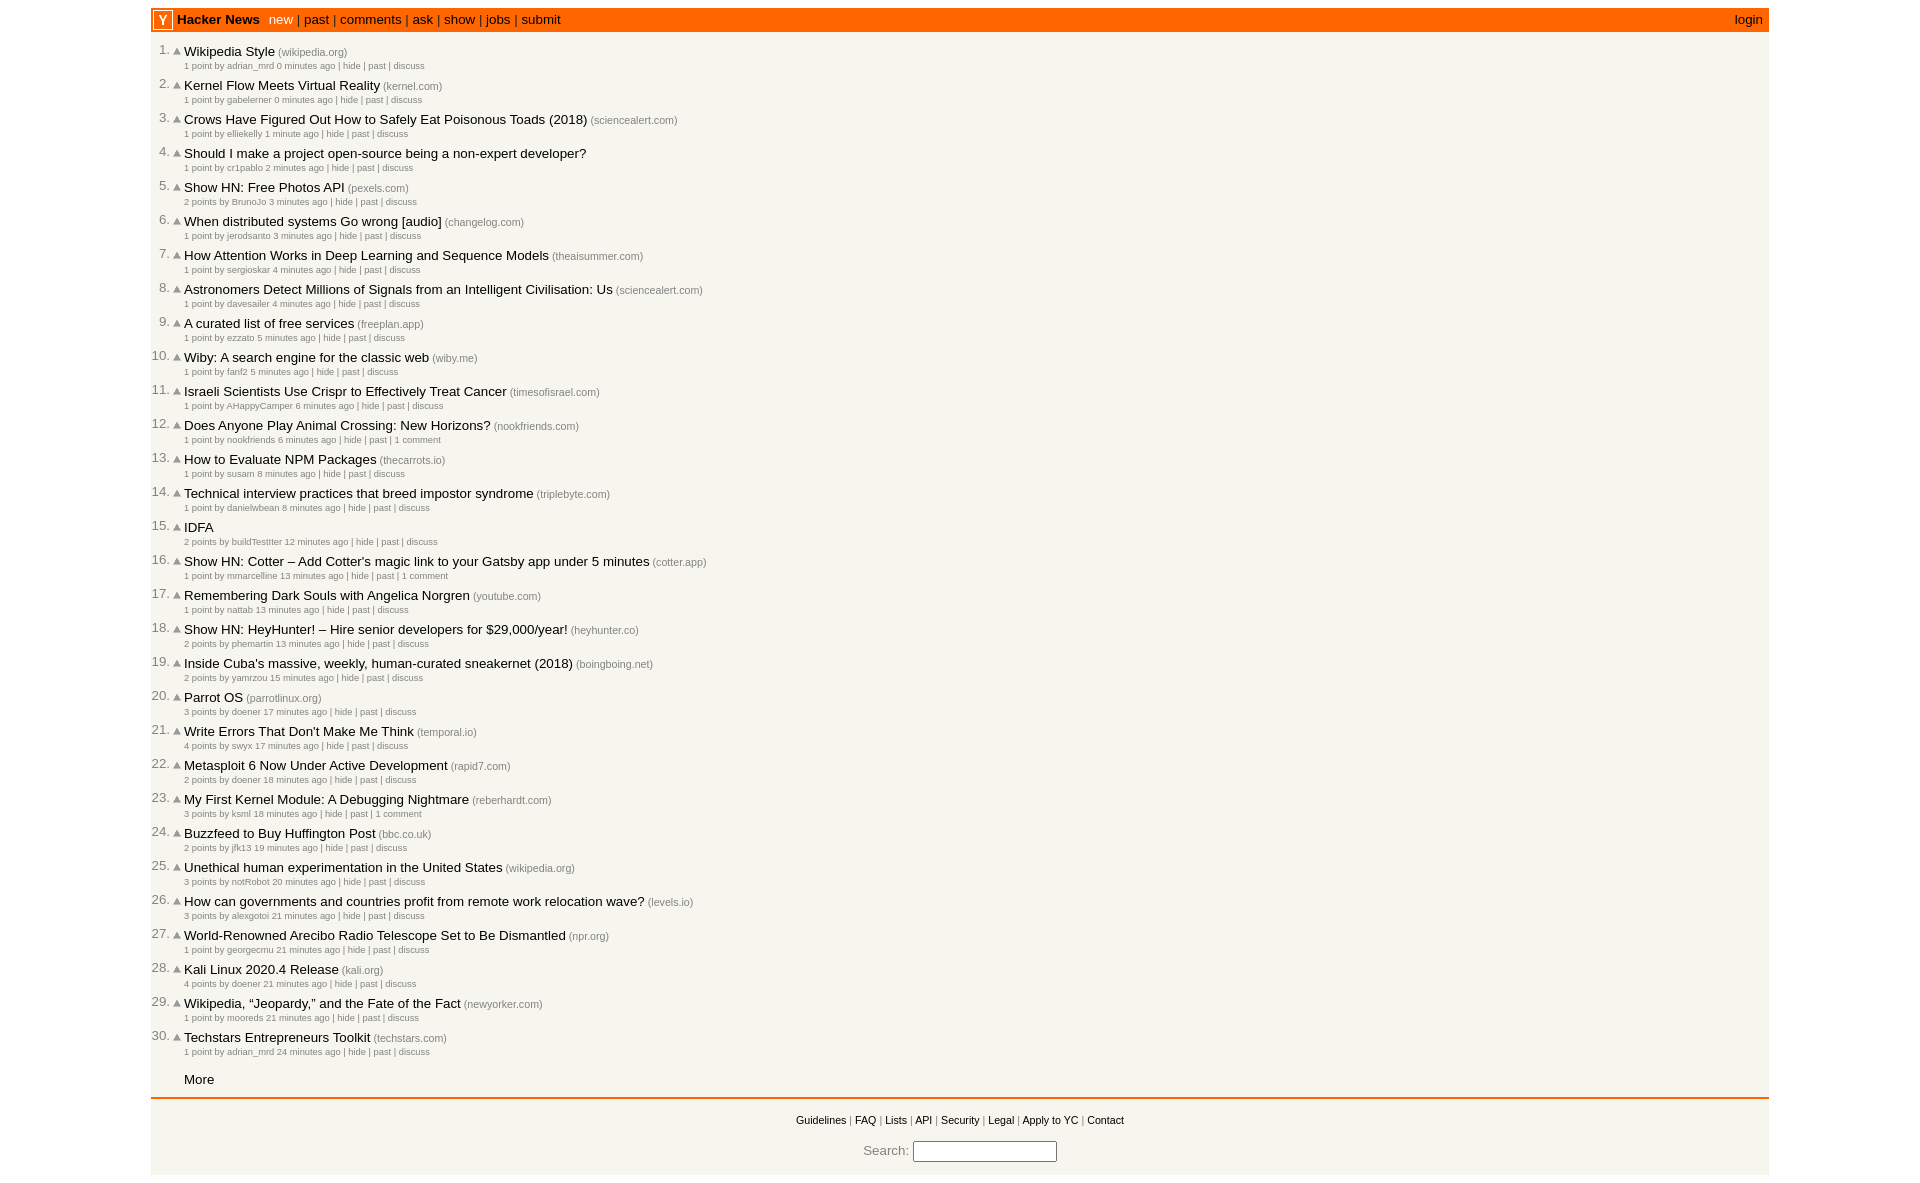 Y Hacker News new | past | comments | ask | show | jobs | submit login
1. Wikipedia Style (wikipedia.org)
1 point by adrian_mrd 0 minutes ago | hide | past | discuss
2. Kernel Flow Meets Virtual Reality (kernel.com)
1 point by gabelerner 0 minutes ago | hide | past | discuss
3. Crows Have Figured Out How to Safely Eat Poisonous Toads (2018) (sciencealert.com)
1 point by elliekelly 1 minute ago | hide | past | discuss
4. Should I make a project open-source being a non-expert developer?
1 point by cr1pablo 2 minutes ago | hide | past | discuss
5. Show HN: Free Photos API (pexels.com)
2 points by BrunoJo 3 minutes ago | hide | past | discuss
6. When distributed systems Go wrong [audio] (changelog.com)
1 point by jerodsanto 3 minutes ago | hide | past | discuss
7. How Attention Works in Deep Learning and Sequence Models (theaisummer.com)
1 point by sergioskar 4 minutes ago | hide | past | discuss
8. Astronomers Detect Millions of Signals from an Intelligent Civilisation: Us (sciencealert.com)
1 point by davesailer 4 minutes ago | hide | past | discuss
9. A curated list of free services (freeplan.app)
1 point by ezzato 5 minutes ago | hide | past | discuss
10. Wiby: A search engine for the classic web (wiby.me)
1 point by fanf2 5 minutes ago | hide | past | discuss
11. Israeli Scientists Use Crispr to Effectively Treat Cancer (timesofisrael.com)
1 point by AHappyCamper 6 minutes ago | hide | past | discuss
12. Does Anyone Play Animal Crossing: New Horizons? (nookfriends.com)
1 point by nookfriends 6 minutes ago | hide | past | 1 comment
13. How to Evaluate NPM Packages (thecarrots.io)
1 point by susam 8 minutes ago | hide | past | discuss
14. Technical interview practices that breed impostor syndrome (triplebyte.com)
1 point by danielwbean 8 minutes ago | hide | past | discuss
15. IDFA
2 points by buildTestIter 12 minutes ago | hide | past | discuss
16. Show HN: Cotter – Add Cotter's magic link to your Gatsby app under 5 minutes (cotter.app)
1 point by mmarcelline 13 minutes ago | hide | past | 1 comment
17. Remembering Dark Souls with Angelica Norgren (youtube.com)
1 point by nattab 13 minutes ago | hide | past | discuss
18. Show HN: HeyHunter! – Hire senior developers for $29,000/year! (heyhunter.co)
2 points by phemartin 13 minutes ago | hide | past | discuss
19. Inside Cuba's massive, weekly, human-curated sneakernet (2018) (boingboing.net)
2 points by yamrzou 15 minutes ago | hide | past | discuss
20. Parrot OS (parrotlinux.org)
3 points by doener 17 minutes ago | hide | past | discuss
21. Write Errors That Don't Make Me Think (temporal.io)
4 points by swyx 17 minutes ago | hide | past | discuss
22. Metasploit 6 Now Under Active Development (rapid7.com)
2 points by doener 18 minutes ago | hide | past | discuss
23. My First Kernel Module: A Debugging Nightmare (reberhardt.com)
3 points by ksml 18 minutes ago | hide | past | 1 comment
24. Buzzfeed to Buy Huffington Post (bbc.co.uk)
2 points by jfk13 19 minutes ago | hide | past | discuss
25. Unethical human experimentation in the United States (wikipedia.org)
3 points by notRobot 20 minutes ago | hide | past | discuss
26. How can governments and countries profit from remote work relocation wave? (levels.io)
3 points by alexgotoi 21 minutes ago | hide | past | discuss
27. World-Renowned Arecibo Radio Telescope Set to Be Dismantled (npr.org)
1 point by georgecmu 21 minutes ago | hide | past | discuss
28. Kali Linux 2020.4 Release (kali.org)
4 points by doener 21 minutes ago | hide | past | discuss
29. Wikipedia, “Jeopardy,” and the Fate of the Fact (newyorker.com)
1 point by mooreds 21 minutes ago | hide | past | discuss
30. Techstars Entrepreneurs Toolkit (techstars.com)
1 point by adrian_mrd 24 minutes ago | hide | past | discuss
More
Guidelines | FAQ | Lists | API | Security | Legal | Apply to YC | Contact
Search: